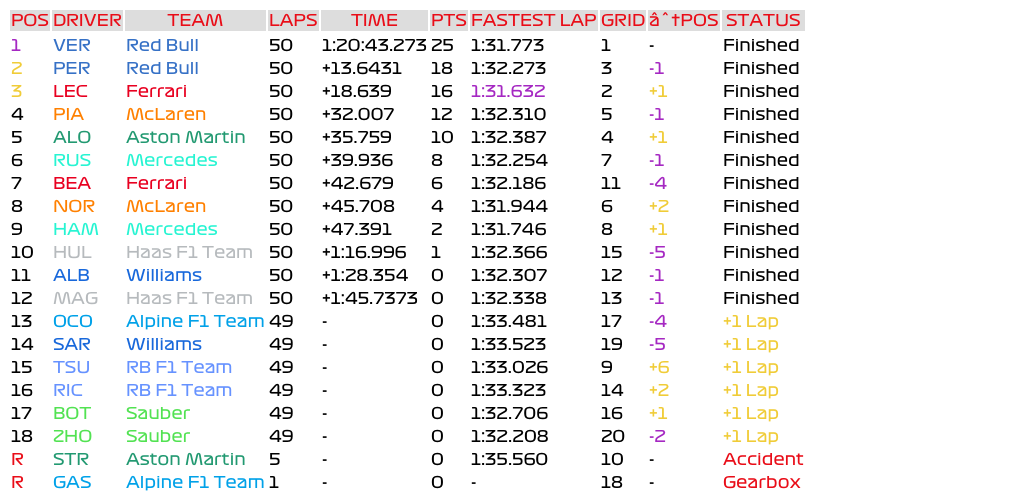 POS DRIVER TEAM LAPS TIME PTS FASTEST LAP GRID âˆ†POS STATUS
1 VER Red Bull 50 1:20:43.273 25 1:31.773 1 - Finished
2 PER Red Bull 50 +13.6431 18 1:32.273 3 -1 Finished
3 LEC Ferrari 50 +18.639 16 1:31.632 2 +1 Finished
4 PIA McLaren 50 +32.007 12 1:32.310 5 -1 Finished
5 ALO Aston Martin 50 +35.759 10 1:32.387 4 +1 Finished
6 RUS Mercedes 50 +39.936 8 1:32.254 7 -1 Finished
7 BEA Ferrari 50 +42.679 6 1:32.186 11 -4 Finished
8 NOR McLaren 50 +45.708 4 1:31.944 6 +2 Finished
9 HAM Mercedes 50 +47.391 2 1:31.746 8 +1 Finished
10 HUL Haas F1 Team 50 +1:16.996 1 1:32.366 15 -5 Finished
11 ALB Williams 50 +1:28.354 0 1:32.307 12 -1 Finished
12 MAG Haas F1 Team 50 +1:45.7373 0 1:32.338 13 -1 Finished
13 OCO Alpine F1 Team 49 - 0 1:33.481 17 -4 +1 Lap
14 SAR Williams 49 - 0 1:33.523 19 -5 +1 Lap
15 TSU RB F1 Team 49 - 0 1:33.026 9 +6 +1 Lap
16 RIC RB F1 Team 49 - 0 1:33.323 14 +2 +1 Lap
17 BOT Sauber 49 - 0 1:32.706 16 +1 +1 Lap
18 ZHO Sauber 49 - 0 1:32.208 20 -2 +1 Lap
R STR Aston Martin 5 - 0 1:35.560 10 - Accident
R GAS Alpine F1 Team 1 - 0 - 18 - Gearbox